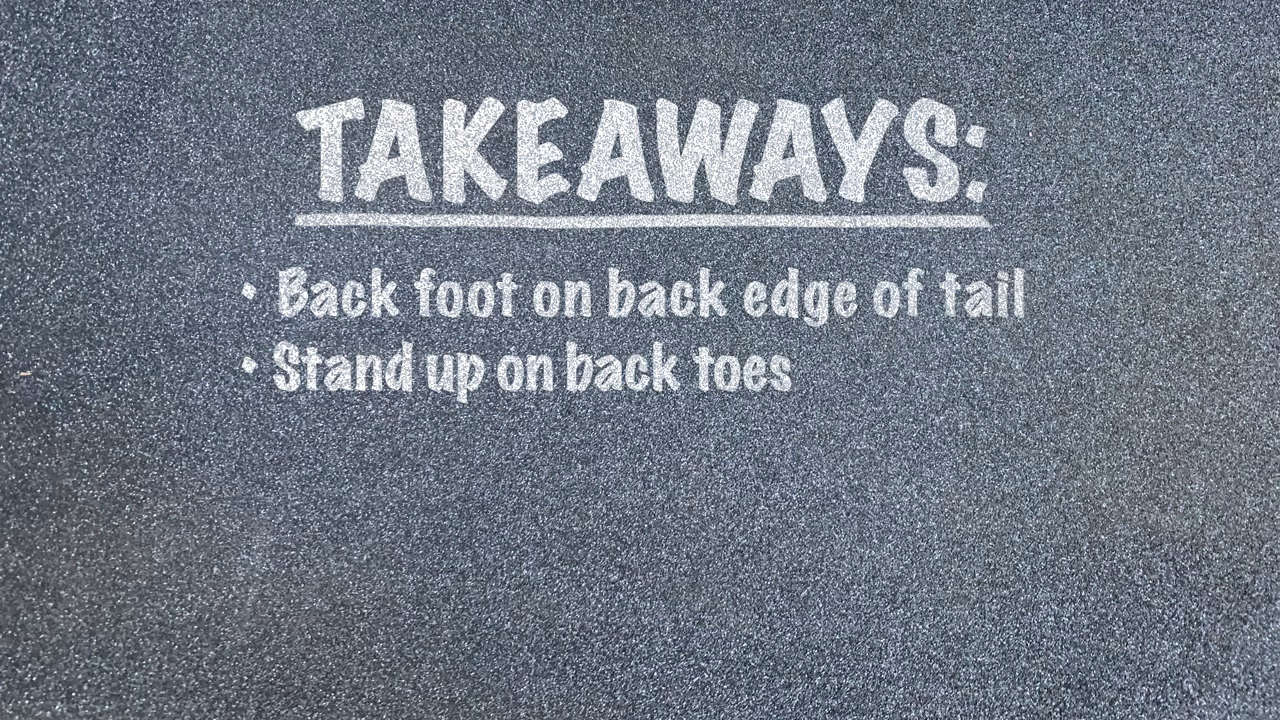 TAKEAWAYS:
• Back foot on back edge of tail
• Stand up on back toes